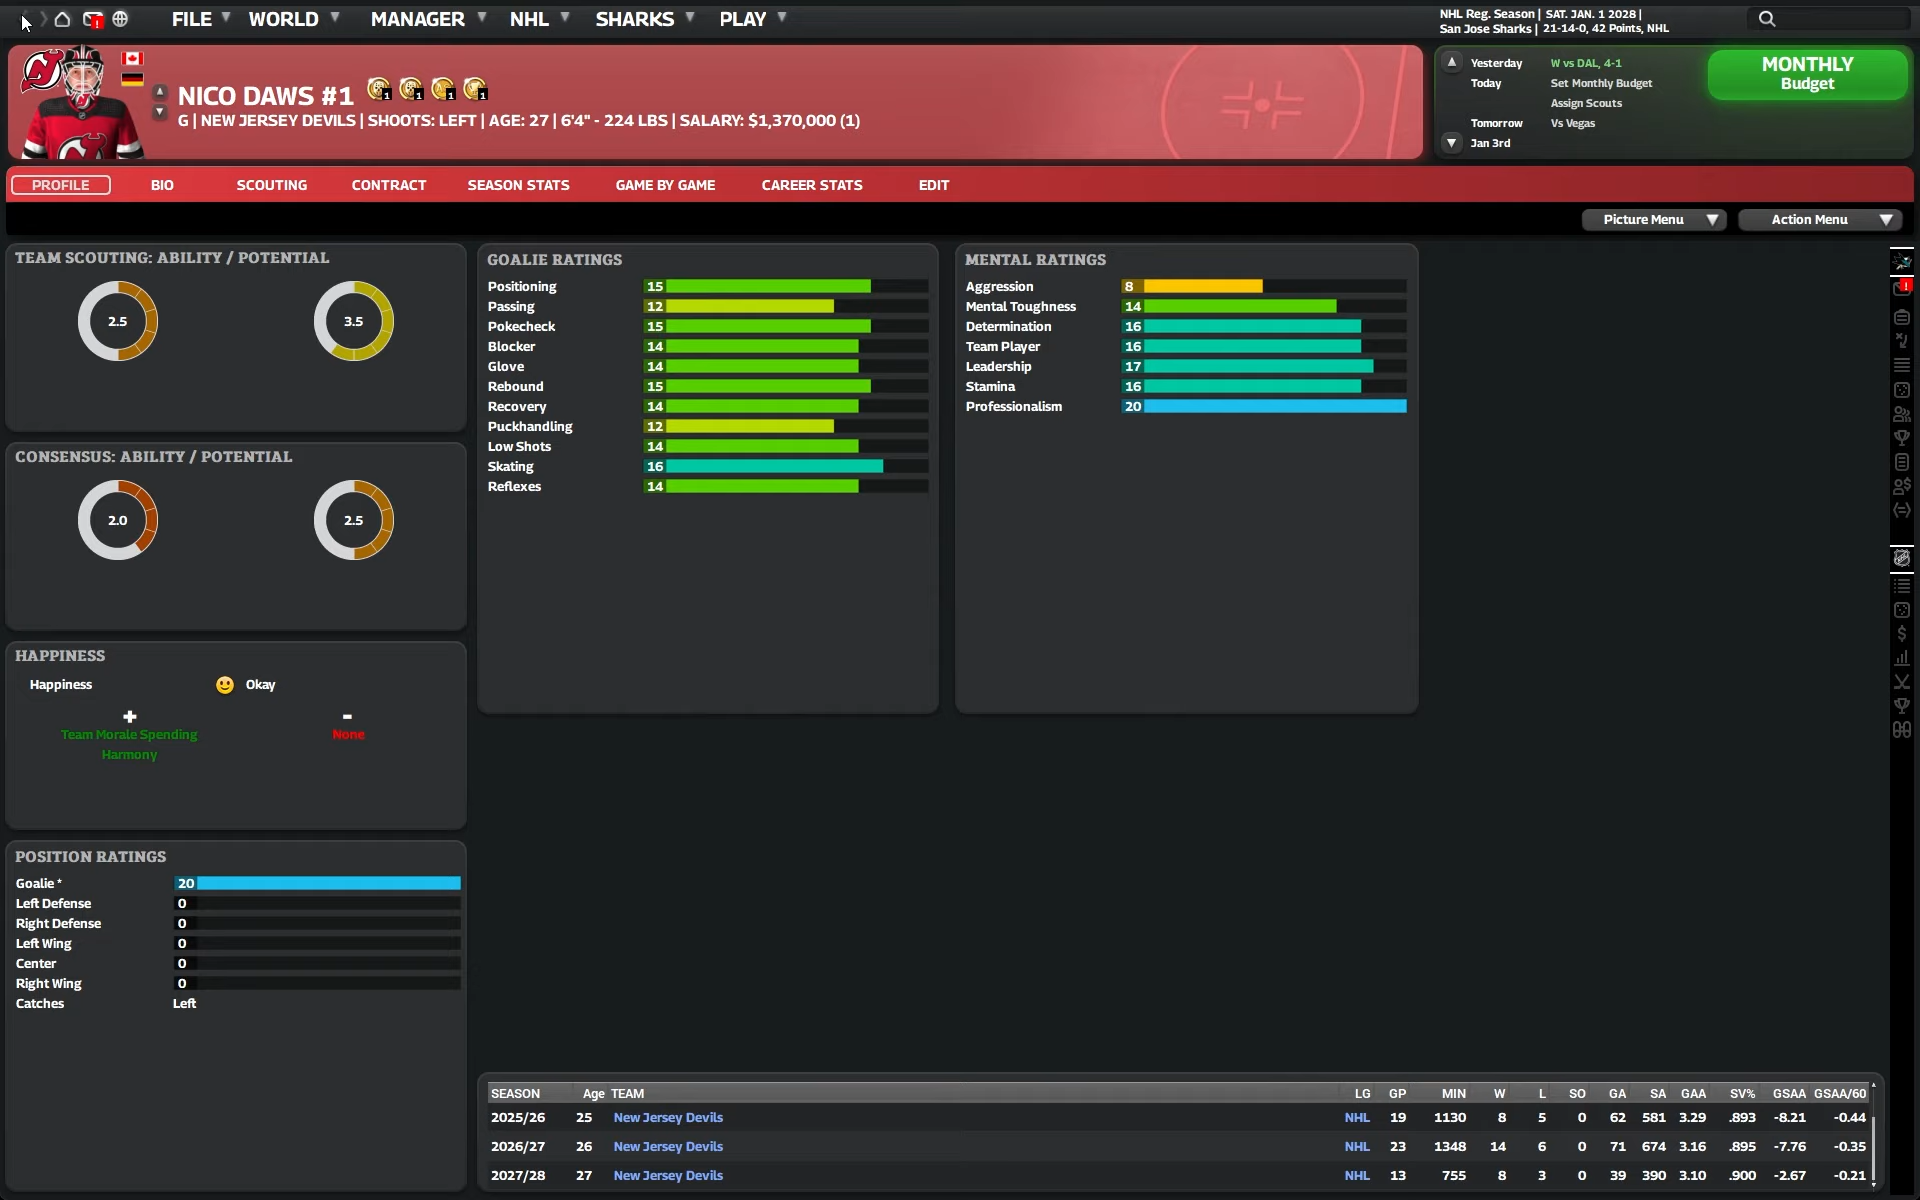 FILE WORLD MANAGER NHL SHARKS PLAY
NHL Reg. Season | SAT. JAN. 1 2028 |
San Jose Sharks | 21-14-0, 42 Points, NHL
NICO DAWS #1
1 1 1 1
G | NEW JERSEY DEVILS | SHOOTS: LEFT | AGE: 27 | 6'4" - 224 LBS | SALARY: $1,370,000 (1)
Yesterday W vs DAL, 4-1
Today Set Monthly Budget
Assign Scouts
Tomorrow Vs Vegas
Jan 3rd
MONTHLY
Budget
PROFILE BIO SCOUTING CONTRACT SEASON STATS GAME BY GAME CAREER STATS EDIT
Picture Menu Action Menu
TEAM SCOUTING: ABILITY / POTENTIAL
2.5 3.5
CONSENSUS: ABILITY / POTENTIAL
2.0 2.5
HAPPINESS
Happiness Okay
+ -
Team Morale Spending None
Harmony
POSITION RATINGS
Goalie * 20
Left Defense 0
Right Defense 0
Left Wing 0
Center 0
Right Wing 0
Catches Left
GOALIE RATINGS
Positioning 15
Passing 12
Pokecheck 15
Blocker 14
Glove 14
Rebound 15
Recovery 14
Puckhandling 12
Low Shots 14
Skating 16
Reflexes 14
MENTAL RATINGS
Aggression 8
Mental Toughness 14
Determination 16
Team Player 16
Leadership 17
Stamina 16
Professionalism 20
SEASON Age TEAM LG GP MIN W L SO GA SA GAA SV% GSAA GSAA/60
2025/26 25 New Jersey Devils NHL 19 1130 8 5 0 62 581 3.29 .893 -8.21 -0.44
2026/27 26 New Jersey Devils NHL 23 1348 14 6 0 71 674 3.16 .895 -7.76 -0.35
2027/28 27 New Jersey Devils NHL 13 755 8 3 0 39 390 3.10 .900 -2.67 -0.21